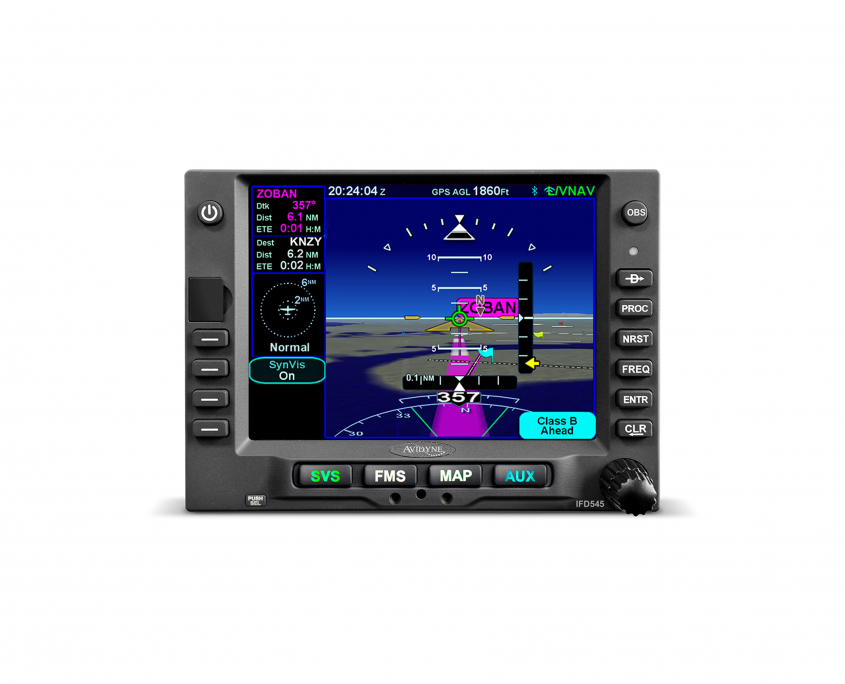 20:24:04 Z GPS AGL 1860Ft /VNAV
ZOBAN
Dtk 357°
Dist 6.1 NM
ETE 0:01 H:M
Dest KNZY
Dist 6.2 NM
ETE 0:02 H:M
6NM
2NM
Normal
SynVis
On
10 10
5 5
N
ZOBAN
5 5
0.1 NM
357
33 N
30
Class B
Ahead
OBS
D
PROC
NRST
FREQ
ENTR
CLR
AVIDYNE
SVS FMS MAP AUX
PUSH
SEL
IFD545